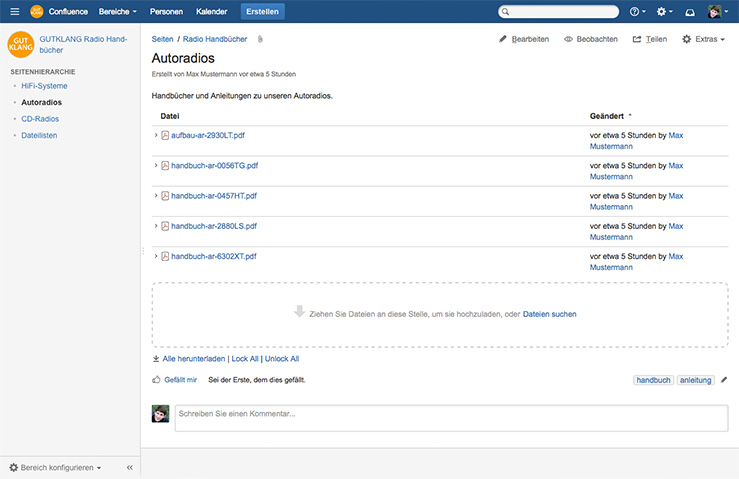 GUT KLANG Confluence Bereiche Personen Kalender Erstellen
GUT
KLANG
GUTKLANG Radio Hand-
bücher
SEITENHIERARCHIE
HiFi-Systeme
Autoradios
CD-Radios
Dateilisten
Bereich konfigurieren
Seiten / Radio Handbücher
Bearbeiten Beobachten Teilen Extras
Autoradios
Erstellt von Max Mustermann vor etwa 5 Stunden
Handbücher und Anleitungen zu unseren Autoradios.
Datei Geändert
aufbau-ar-2930LT.pdf vor etwa 5 Stunden by Max
Mustermann
handbuch-ar-0056TG.pdf vor etwa 5 Stunden by Max
Mustermann
handbuch-ar-0457HT.pdf vor etwa 5 Stunden by Max
Mustermann
handbuch-ar-2880LS.pdf vor etwa 5 Stunden by Max
Mustermann
handbuch-ar-6302XT.pdf vor etwa 5 Stunden by Max
Mustermann
Ziehen Sie Dateien an diese Stelle, um sie hochzuladen, oder Dateien suchen
Alle herunterladen | Lock All | Unlock All
Gefällt mir Sei der Erste, dem dies gefällt.
handbuch anleitung
Schreiben Sie einen Kommentar...